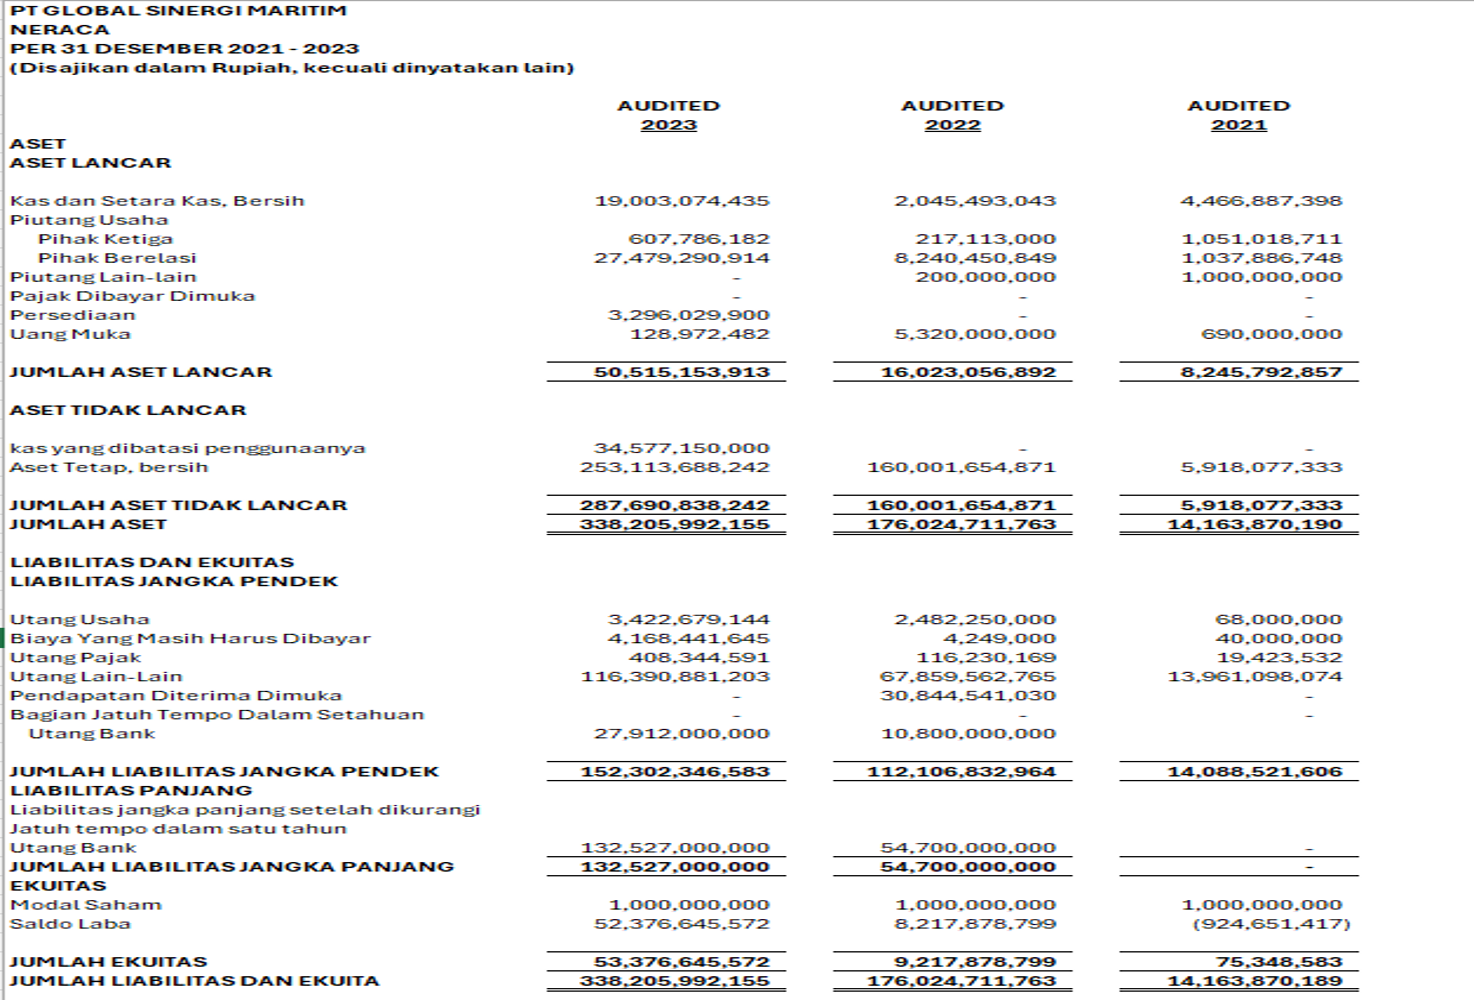 PT GLOBAL SINERGI MARITIM
NERACA
PER 31 DESEMBER 2021 - 2023
(Disajikan dalam Rupiah, kecuali dinyatakan lain)
AUDITED AUDITED AUDITED
2023 2022 2021
ASET
ASET LANCAR
Kas dan Setara Kas, Bersih 19,003,074,435 2,045,493,043 4,466,887,398
Piutang Usaha
Pihak Ketiga 607,786,182 217,113,000 1,051,018,711
Pihak Berelasi 27,479,290,914 8,240,450,849 1,037,886,748
Piutang Lain-lain - 200,000,000 1,000,000,000
Pajak Dibayar Dimuka - - -
Persediaan 3,296,029,900 - -
Uang Muka 128,972,482 5,320,000,000 690,000,000
JUMLAH ASET LANCAR 50,515,153,913 16,023,056,892 8,245,792,857
ASET TIDAK LANCAR
kas yang dibatasi penggunaanya 34,577,150,000 - -
Aset Tetap, bersih 253,113,688,242 160,001,654,871 5,918,077,333
JUMLAH ASET TIDAK LANCAR 287,690,838,242 160,001,654,871 5,918,077,333
JUMLAH ASET 338,205,992,155 176,024,711,763 14,163,870,190
LIABILITAS DAN EKUITAS
LIABILITAS JANGKA PENDEK
Utang Usaha 3,422,679,144 2,482,250,000 68,000,000
Biaya Yang Masih Harus Dibayar 4,168,441,645 4,249,000 40,000,000
Utang Pajak 408,344,591 116,230,169 19,423,532
Utang Lain-Lain 116,390,881,203 67,859,562,765 13,961,098,074
Pendapatan Diterima Dimuka - 30,844,541,030 -
Bagian Jatuh Tempo Dalam Setahuan - - -
Utang Bank 27,912,000,000 10,800,000,000
JUMLAH LIABILITAS JANGKA PENDEK 152,302,346,583 112,106,832,964 14,088,521,606
LIABILITAS PANJANG
Liabilitas jangka panjang setelah dikurangi
Jatuh tempo dalam satu tahun
Utang Bank 132,527,000,000 54,700,000,000 -
JUMLAH LIABILITAS JANGKA PANJANG 132,527,000,000 54,700,000,000 -
EKUITAS
Modal Saham 1,000,000,000 1,000,000,000 1,000,000,000
Saldo Laba 52,376,645,572 8,217,878,799 (924,651,417)
JUMLAH EKUITAS 53,376,645,572 9,217,878,799 75,348,583
JUMLAH LIABILITAS DAN EKUITA 338,205,992,155 176,024,711,763 14,163,870,189